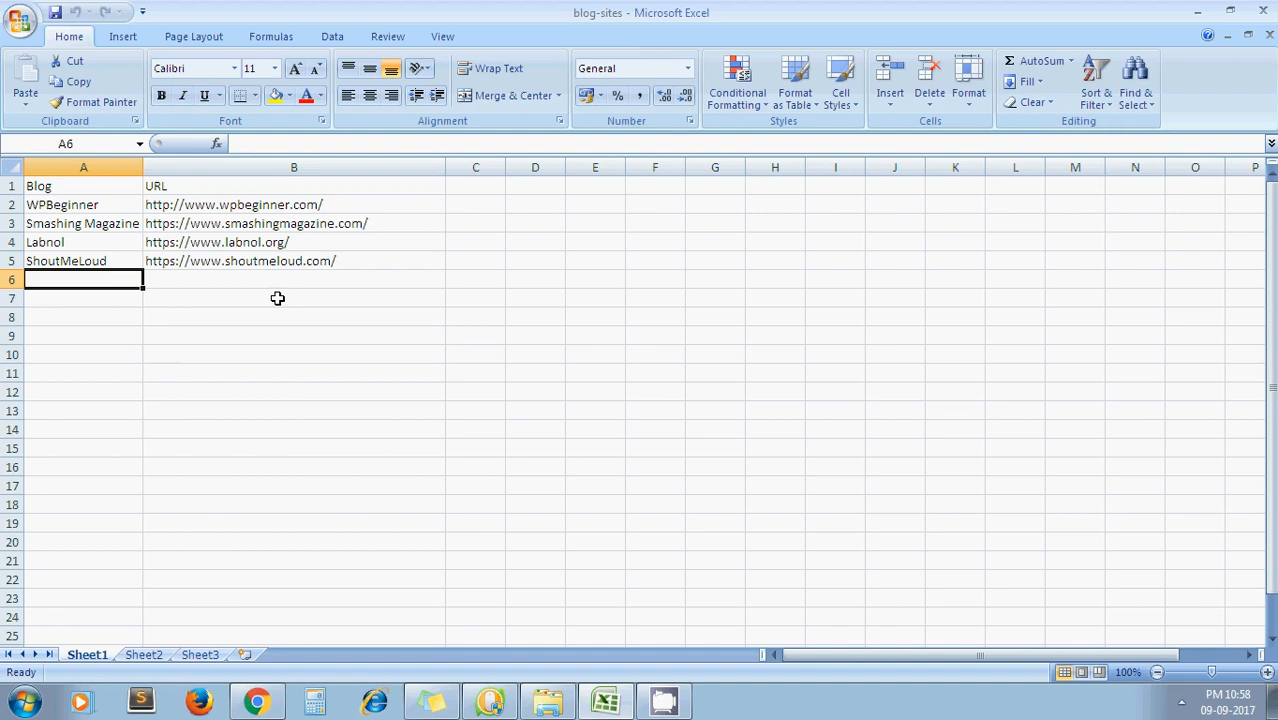 blog-sites - Microsoft Excel
Home Insert Page Layout Formulas Data Review View
Paste
Cut
Copy
Format Painter
Clipboard
Calibri 11
B I U
Font
Wrap Text
Merge & Center
Alignment
General
% ,
Number
Conditional Formatting
Format as Table
Cell Styles
Styles
Insert
Delete
Format
Cells
AutoSum
Fill
Clear
Sort & Filter
Find & Select
Editing
A6 fx
A B C D E F G H I J K L M N O P
1 Blog URL
2 WPBeginner http://www.wpbeginner.com/
3 Smashing Magazine https://www.smashingmagazine.com/
4 Labnol https://www.labnol.org/
5 ShoutMeLoud https://www.shoutmeloud.com/
6
7
8
9
10
11
12
13
14
15
16
17
18
19
20
21
22
23
24
25
Sheet1 Sheet2 Sheet3
Ready 100%
PM 10:58
09-09-2017